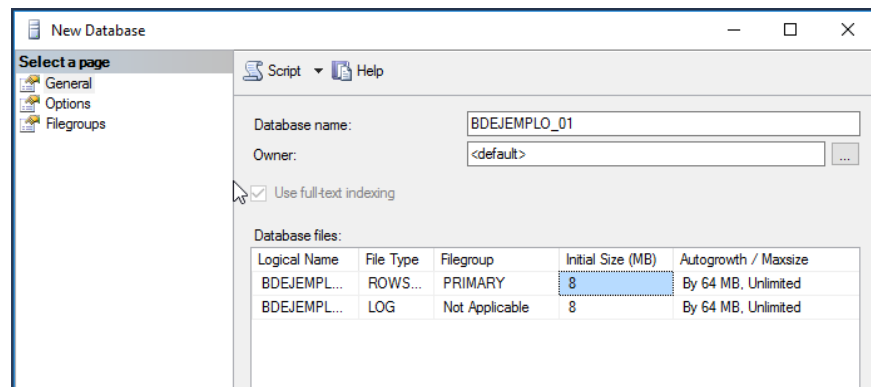 New Database
Select a page
General
Options
Filegroups
Script Help
Database name: BDEJEMPLO_01
Owner: <default> ...
Use full-text indexing
Database files:
Logical Name File Type Filegroup Initial Size (MB) Autogrowth / Maxsize
BDEJEMPL... ROWS... PRIMARY 8 By 64 MB, Unlimited
BDEJEMPL... LOG Not Applicable 8 By 64 MB, Unlimited